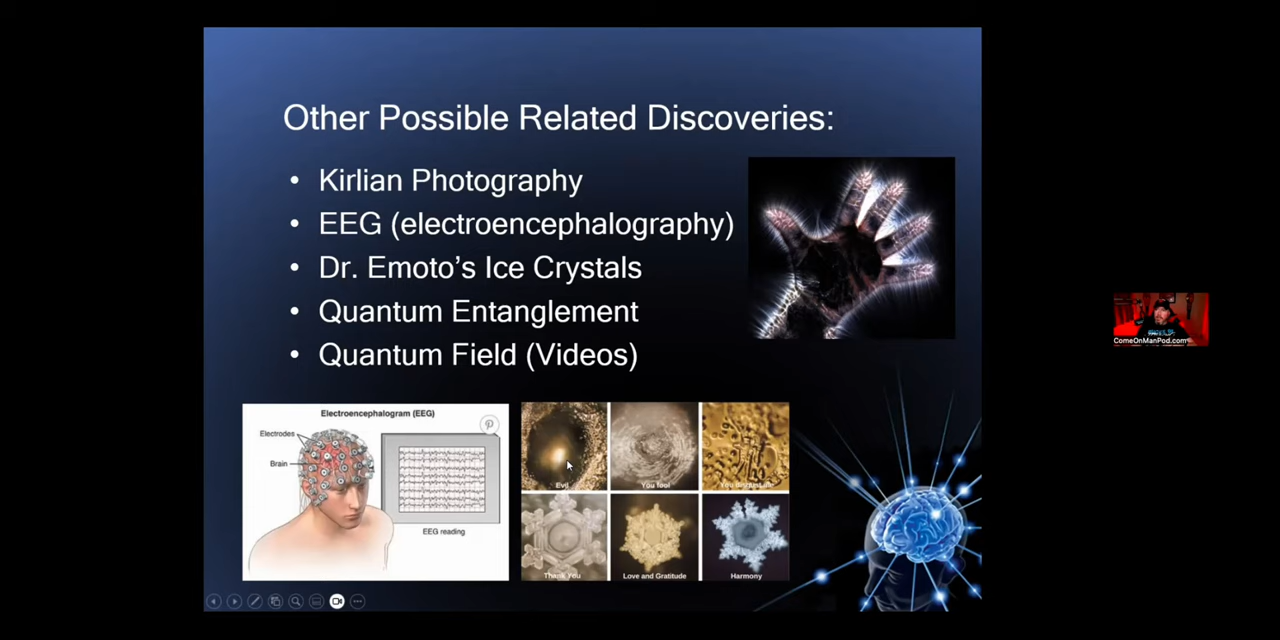 Other Possible Related Discoveries:
• Kirlian Photography
• EEG (electroencephalography)
• Dr. Emoto's Ice Crystals
• Quantum Entanglement
• Quantum Field (Videos)
Electroencephalogram (EEG)
Electrodes
Brain
EEG reading
Evil
You fool
Thank You
Love and Gratitude
Harmony
ComeOnManPod.com